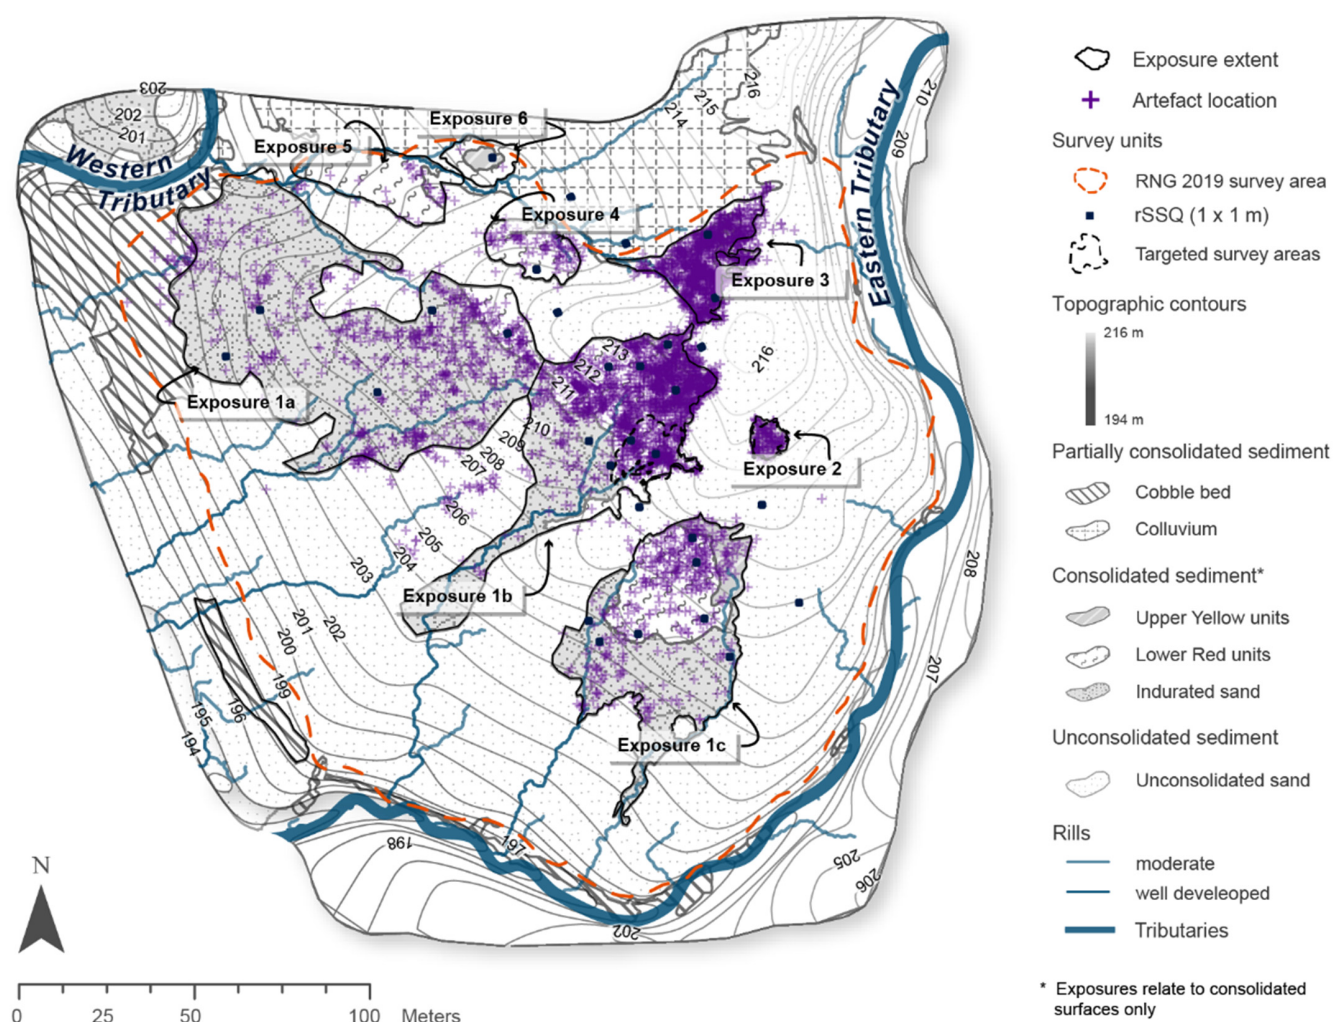 203
202
201
Western
Tributary
Exposure 5
Exposure 6
Exposure 4
Exposure 3
216
215
214
Eastern Tributary
210
209
Exposure 1a
213
212
211
210
209
208
207
206
205
204
203
202
201
200
199
196
195
194
216
Exposure 2
Exposure 1b
Exposure 1c
208
207
205
206
198
197
202
N
0 25 50 100 Meters
Exposure extent
Artefact location
Survey units
RNG 2019 survey area
rSSQ (1 x 1 m)
Targeted survey areas
Topographic contours
216 m
194 m
Partially consolidated sediment
Cobble bed
Colluvium
Consolidated sediment*
Upper Yellow units
Lower Red units
Indurated sand
Unconsolidated sediment
Unconsolidated sand
Rills
moderate
well develeoped
Tributaries
* Exposures relate to consolidated
surfaces only